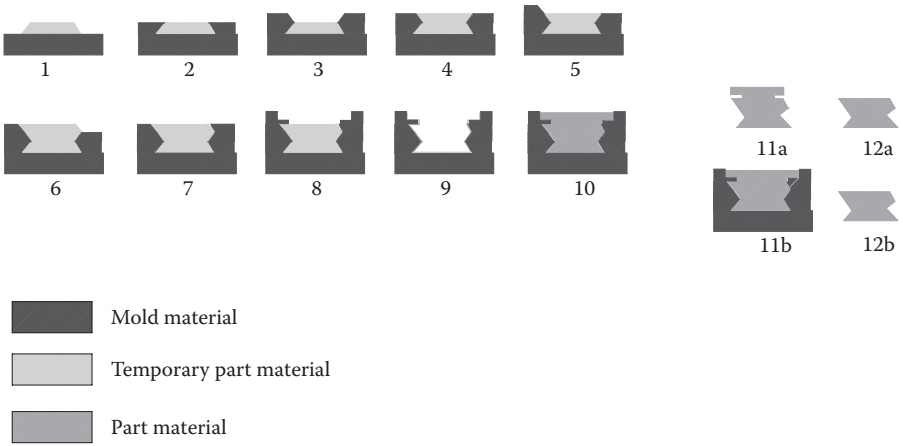 1
2
3
4
5
6
7
8
9
10
11a
12a
11b
12b
Mold material
Temporary part material
Part material